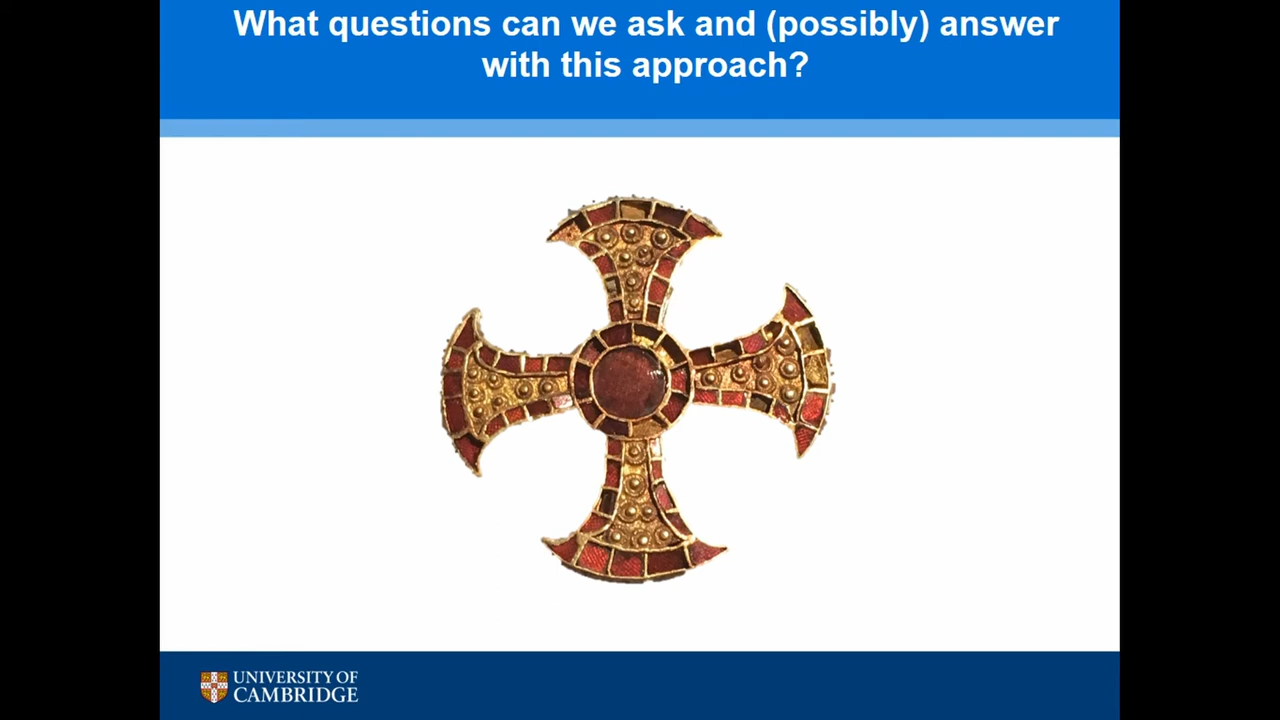 What questions can we ask and (possibly) answer
with this approach?
UNIVERSITY OF
CAMBRIDGE